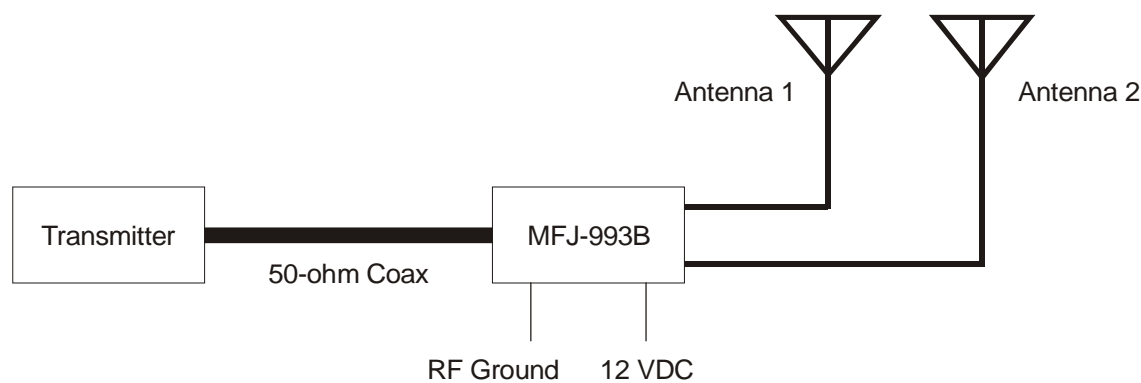 Antenna 1
Antenna 2
Transmitter
MFJ-993B
50-ohm Coax
RF Ground
12 VDC